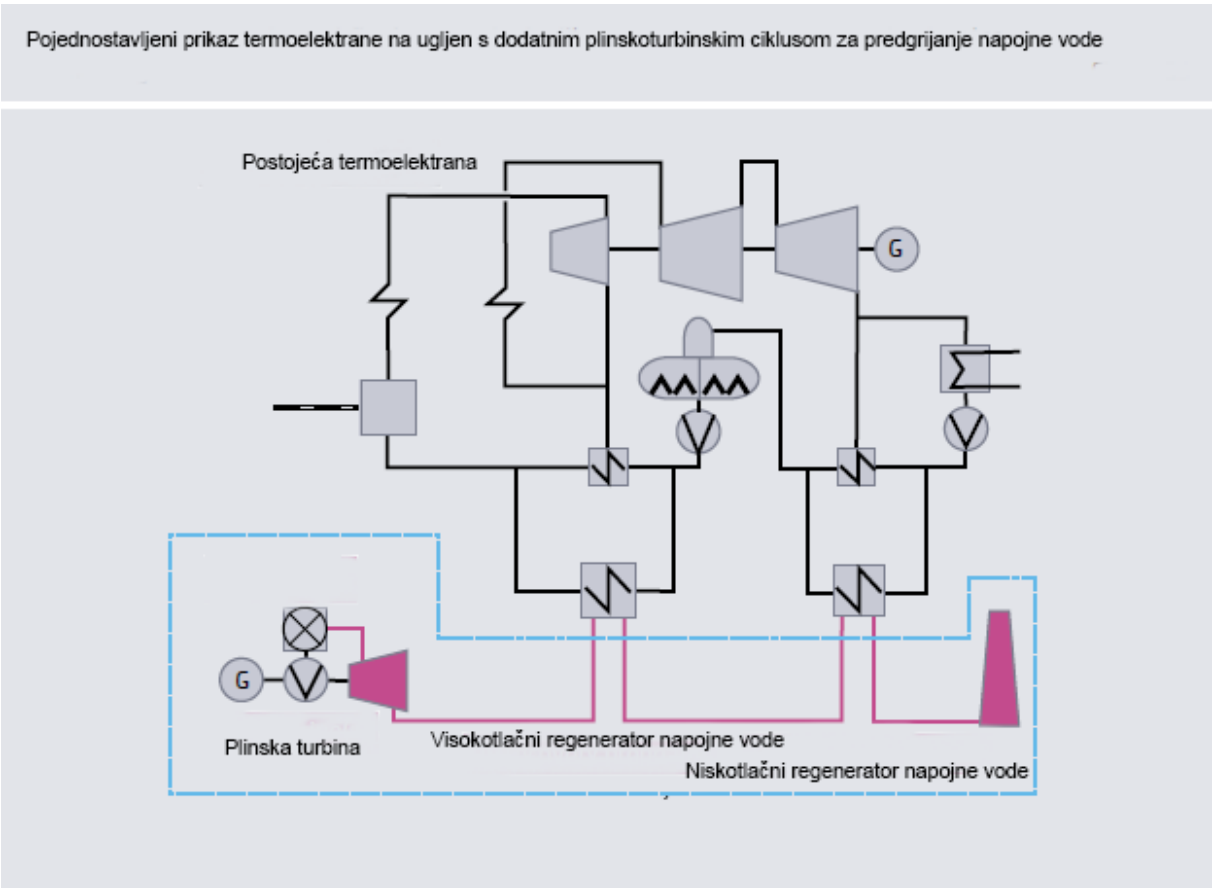 Pojednostavljeni prikaz termoelektrane na ugljen s dodatnim plinskoturbinskim ciklusom za predgrijanje napojne vode
Postojeća termoelektrana
G
G
Plinska turbina
Visokotlačni regenerator napojne vode
Niskotlačni regenerator napojne vode